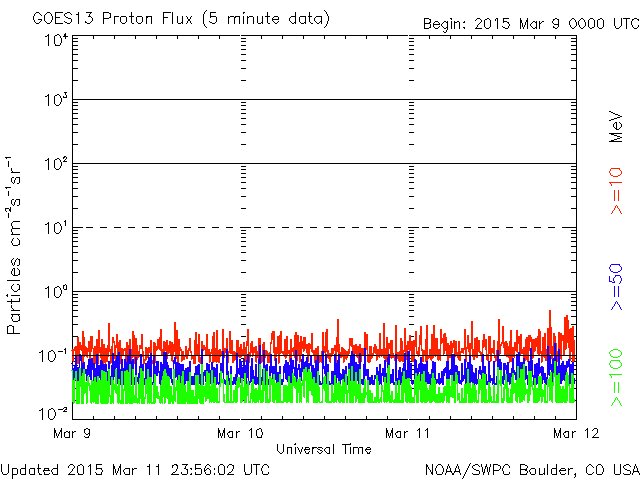 GOES13 Proton Flux (5 minute data)
Begin: 2015 Mar 9 0000 UTC
10⁴
10³
10²
10¹
10⁰
10⁻¹
10⁻²
Particles cm⁻²s⁻¹sr⁻¹
MeV
>=10
>=50
>=100
Mar 9
Mar 10
Mar 11
Mar 12
Universal Time
Updated 2015 Mar 11 23:56:02 UTC
NOAA/SWPC Boulder, CO USA